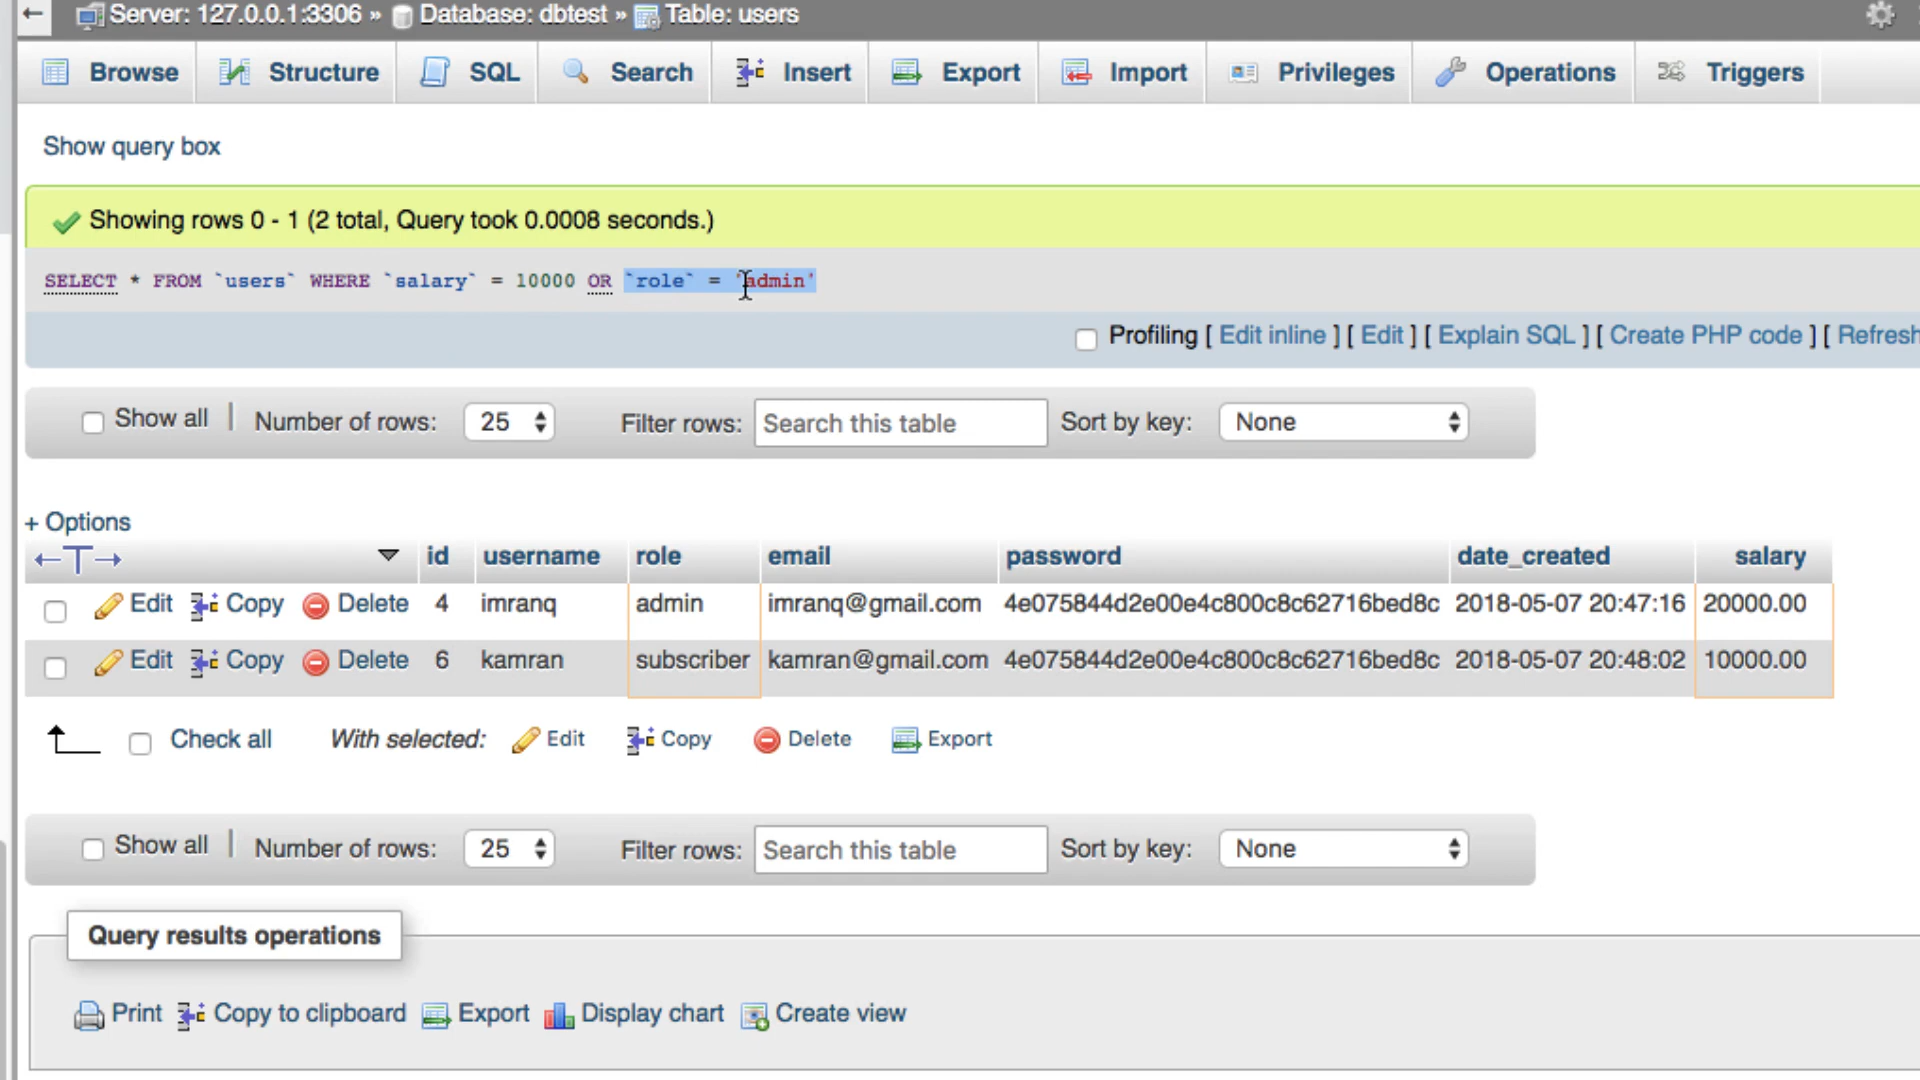 Server: 127.0.0.1:3306 » Database: dbtest » Table: users
Browse Structure SQL Search Insert Export Import Privileges Operations Triggers
Show query box
Showing rows 0 - 1 (2 total, Query took 0.0008 seconds.)
SELECT * FROM `users` WHERE `salary` = 10000 OR `role` = 'admin'
Profiling [ Edit inline ] [ Edit ] [ Explain SQL ] [ Create PHP code ] [ Refresh
Show all | Number of rows: 25 Filter rows: Search this table Sort by key: None
+ Options
←T→ id username role email password date_created salary
Edit Copy Delete 4 imranq admin imranq@gmail.com 4e075844d2e00e4c800c8c62716bed8c 2018-05-07 20:47:16 20000.00
Edit Copy Delete 6 kamran subscriber kamran@gmail.com 4e075844d2e00e4c800c8c62716bed8c 2018-05-07 20:48:02 10000.00
Check all With selected: Edit Copy Delete Export
Show all | Number of rows: 25 Filter rows: Search this table Sort by key: None
Query results operations
Print Copy to clipboard Export Display chart Create view